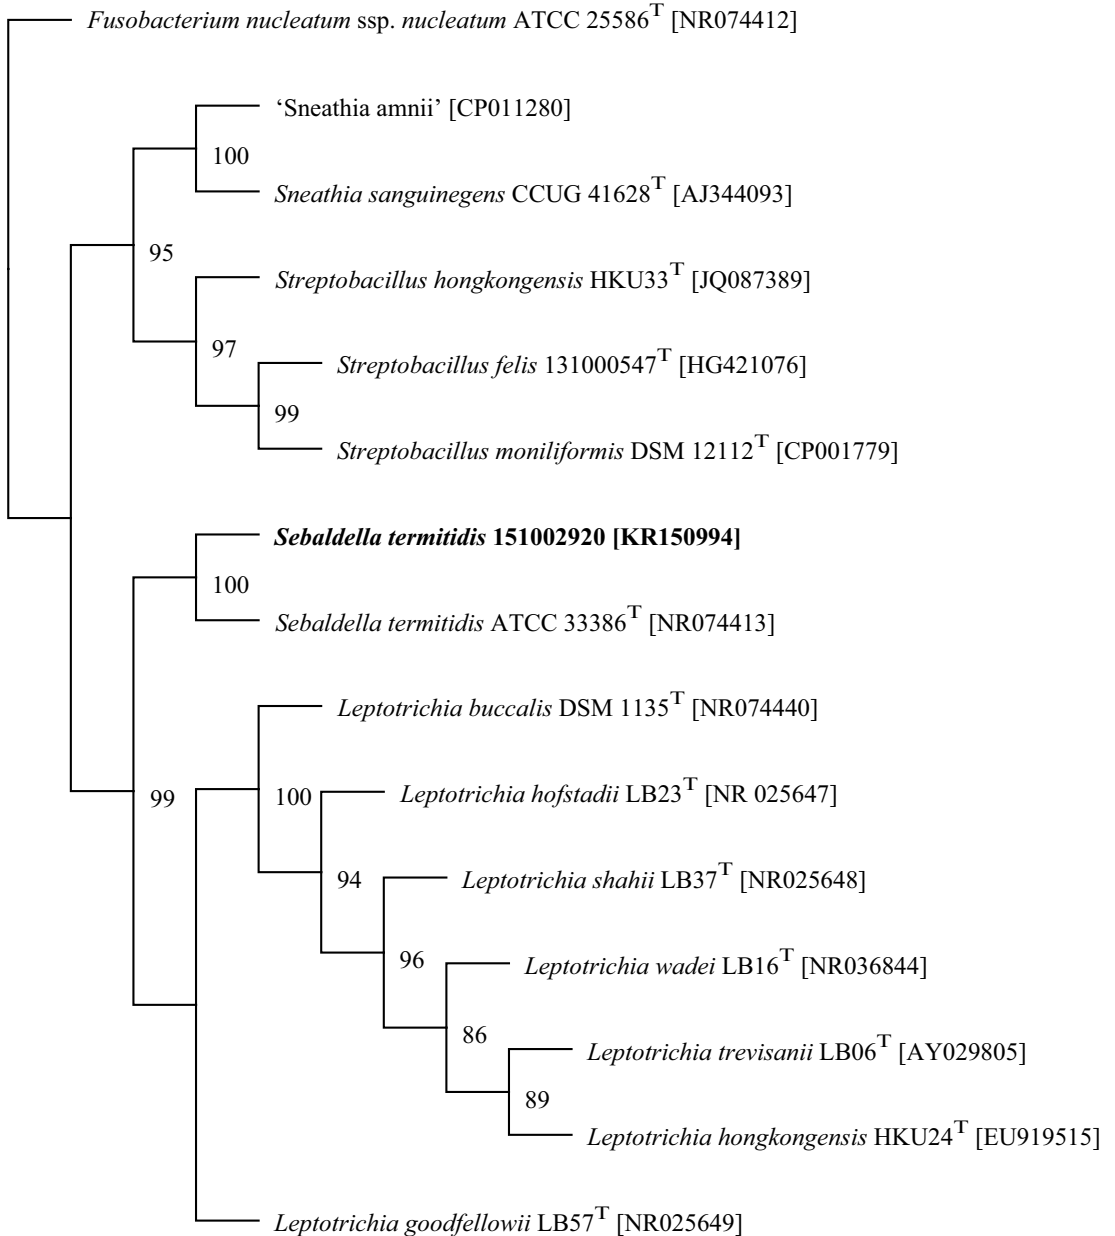 Fusobacterium nucleatum ssp. nucleatum ATCC 25586T [NR074412]
‘Sneathia amnii’ [CP011280]
100
Sneathia sanguinegens CCUG 41628T [AJ344093]
95
Streptobacillus hongkongensis HKU33T [JQ087389]
97
Streptobacillus felis 131000547T [HG421076]
99
Streptobacillus moniliformis DSM 12112T [CP001779]
Sebaldella termitidis 151002920 [KR150994]
100
Sebaldella termitidis ATCC 33386T [NR074413]
Leptotrichia buccalis DSM 1135T [NR074440]
99
100
Leptotrichia hofstadii LB23T [NR 025647]
94
Leptotrichia shahii LB37T [NR025648]
96
Leptotrichia wadei LB16T [NR036844]
86
Leptotrichia trevisanii LB06T [AY029805]
89
Leptotrichia hongkongensis HKU24T [EU919515]
Leptotrichia goodfellowii LB57T [NR025649]